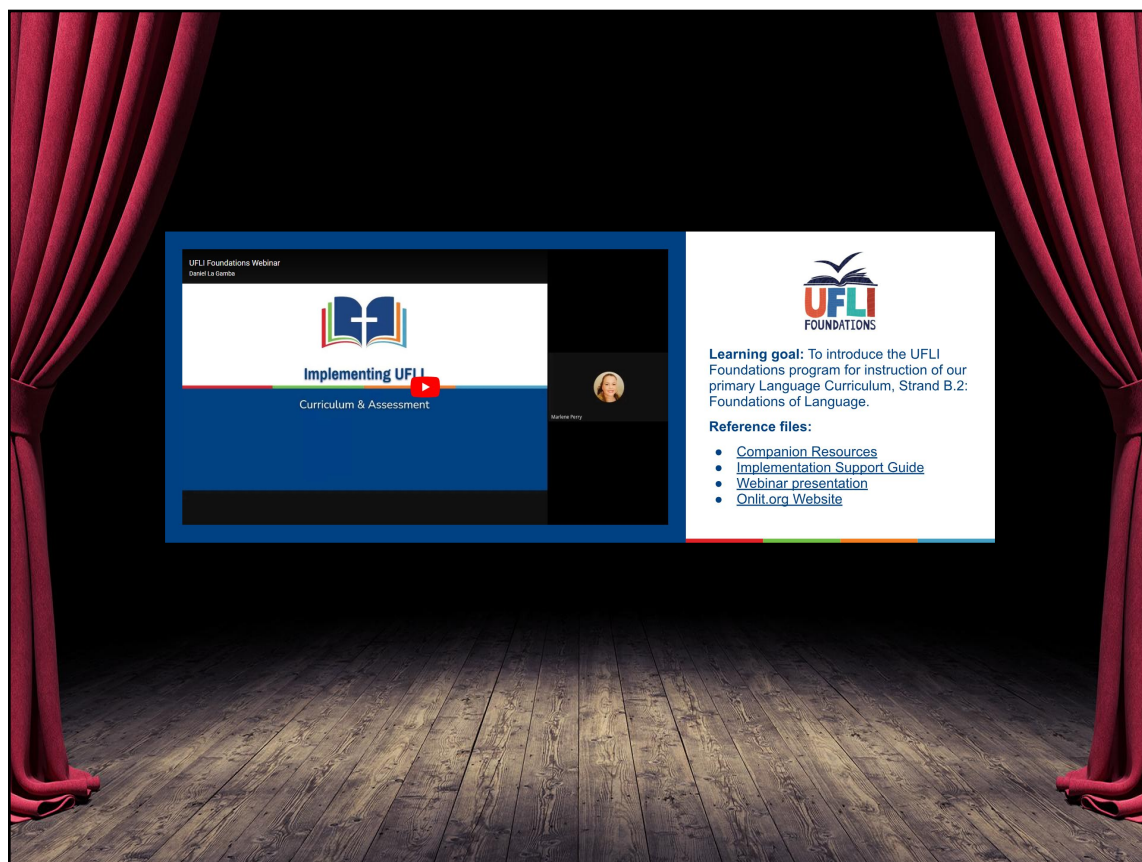 UFLI Foundations Webinar
Daniel La Gamba
Implementing UFLI
Curriculum & Assessment
Marlene Perry
UFLI
FOUNDATIONS
Learning goal: To introduce the UFLI
Foundations program for instruction of our
primary Language Curriculum, Strand B.2:
Foundations of Language.
Reference files:
● Companion Resources
● Implementation Support Guide
● Webinar presentation
● Onlit.org Website